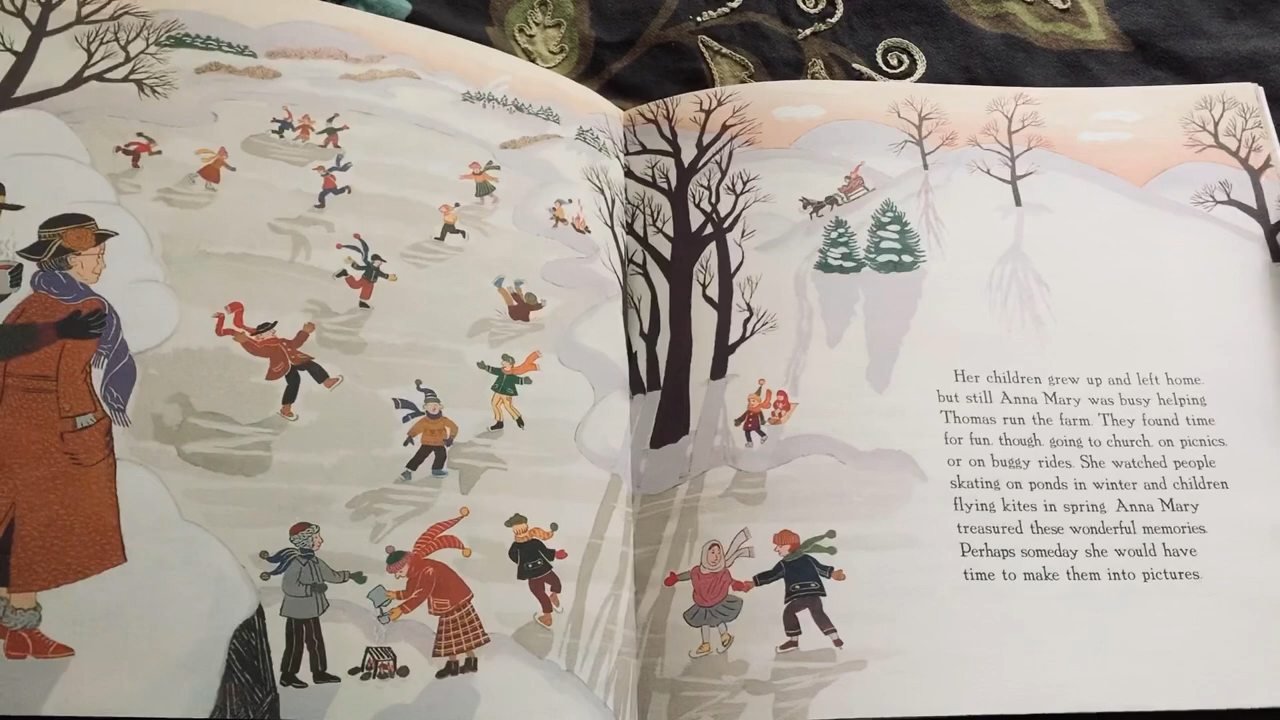 Her children grew up and left home,
but still Anna Mary was busy helping
Thomas run the farm. They found time
for fun, though, going to church, on picnics,
or on buggy rides. She watched people
skating on ponds in winter and children
flying kites in spring. Anna Mary
treasured these wonderful memories.
Perhaps someday she would have
time to make them into pictures.